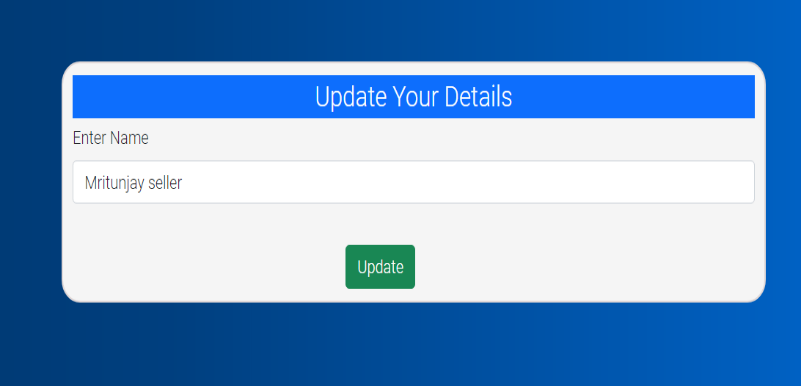 Update Your Details
Enter Name
Mritunjay seller
Update